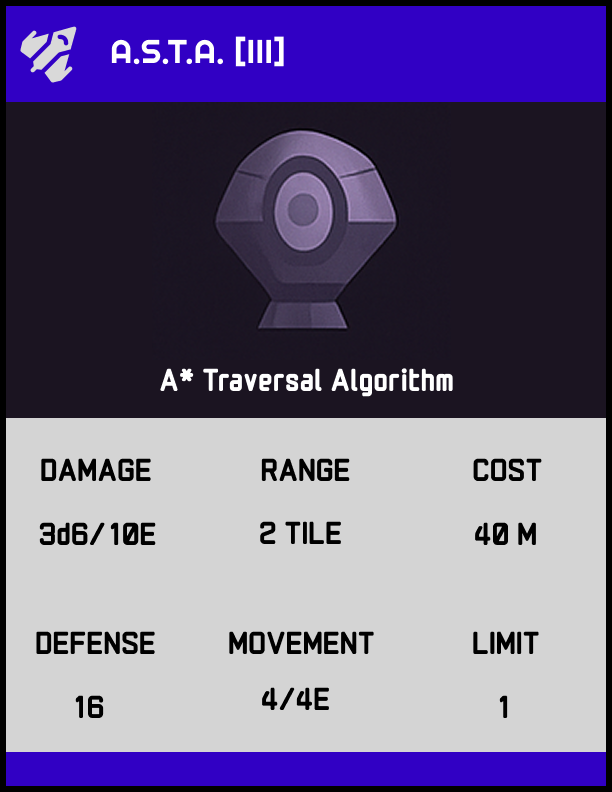 A.S.T.A. [III]
A* Traversal Algorithm
DAMAGE RANGE COST
3d6/10E 2 TILE 40 M
DEFENSE MOVEMENT LIMIT
16 4/4E 1